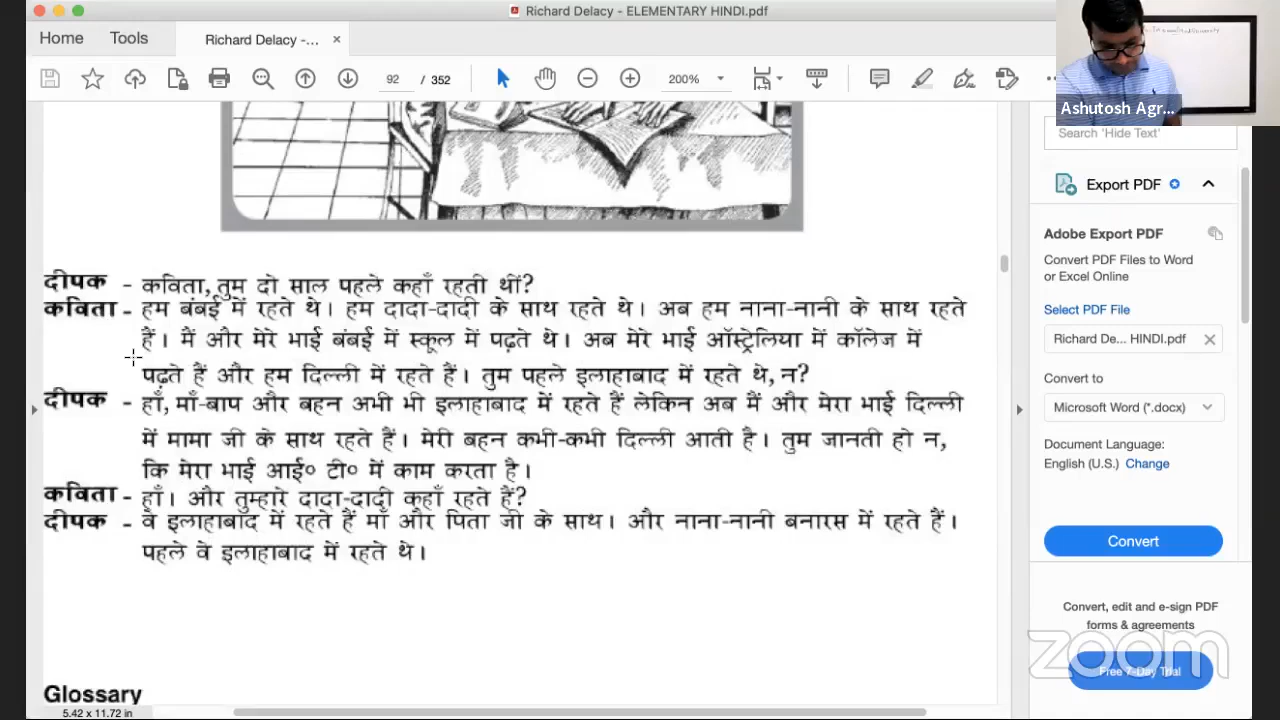 Richard Delacy - ELEMENTARY HINDI.pdf
Home Tools Richard Delacy -... ×
92 / 352 200%
Ashutosh Agr...
Search 'Hide Text'
Export PDF
Adobe Export PDF
Convert PDF Files to Word
or Excel Online
Select PDF File
Richard De... HINDI.pdf
Convert to
Microsoft Word (*.docx)
Document Language:
English (U.S.) Change
Convert
Convert, edit and e-sign PDF
forms & agreements
Free 7-Day Trial
zoom
दीपक - कविता, तुम दो साल पहले कहाँ रहती थीं?
कविता - हम बंबई में रहते थे। हम दादा-दादी के साथ रहते थे। अब हम नाना-नानी के साथ रहते
हैं। मैं और मेरे भाई बंबई में स्कूल में पढ़ते थे। अब मेरे भाई ऑस्ट्रेलिया में कॉलेज में
पढ़ते हैं और हम दिल्ली में रहते हैं। तुम पहले इलाहाबाद में रहते थे, न?
दीपक - हाँ, माँ-बाप और बहन अभी भी इलाहाबाद में रहते हैं लेकिन अब मैं और मेरा भाई दिल्ली
में मामा जी के साथ रहते हैं। मेरी बहन कभी-कभी दिल्ली आती है। तुम जानती हो न,
कि मेरा भाई आई० टी० में काम करता है।
कविता - हाँ। और तुम्हारे दादा-दादी कहाँ रहते हैं?
दीपक - वे इलाहाबाद में रहते हैं माँ और पिता जी के साथ। और नाना-नानी बनारस में रहते हैं।
पहले वे इलाहाबाद में रहते थे।
Glossary
5.42 x 11.72 in